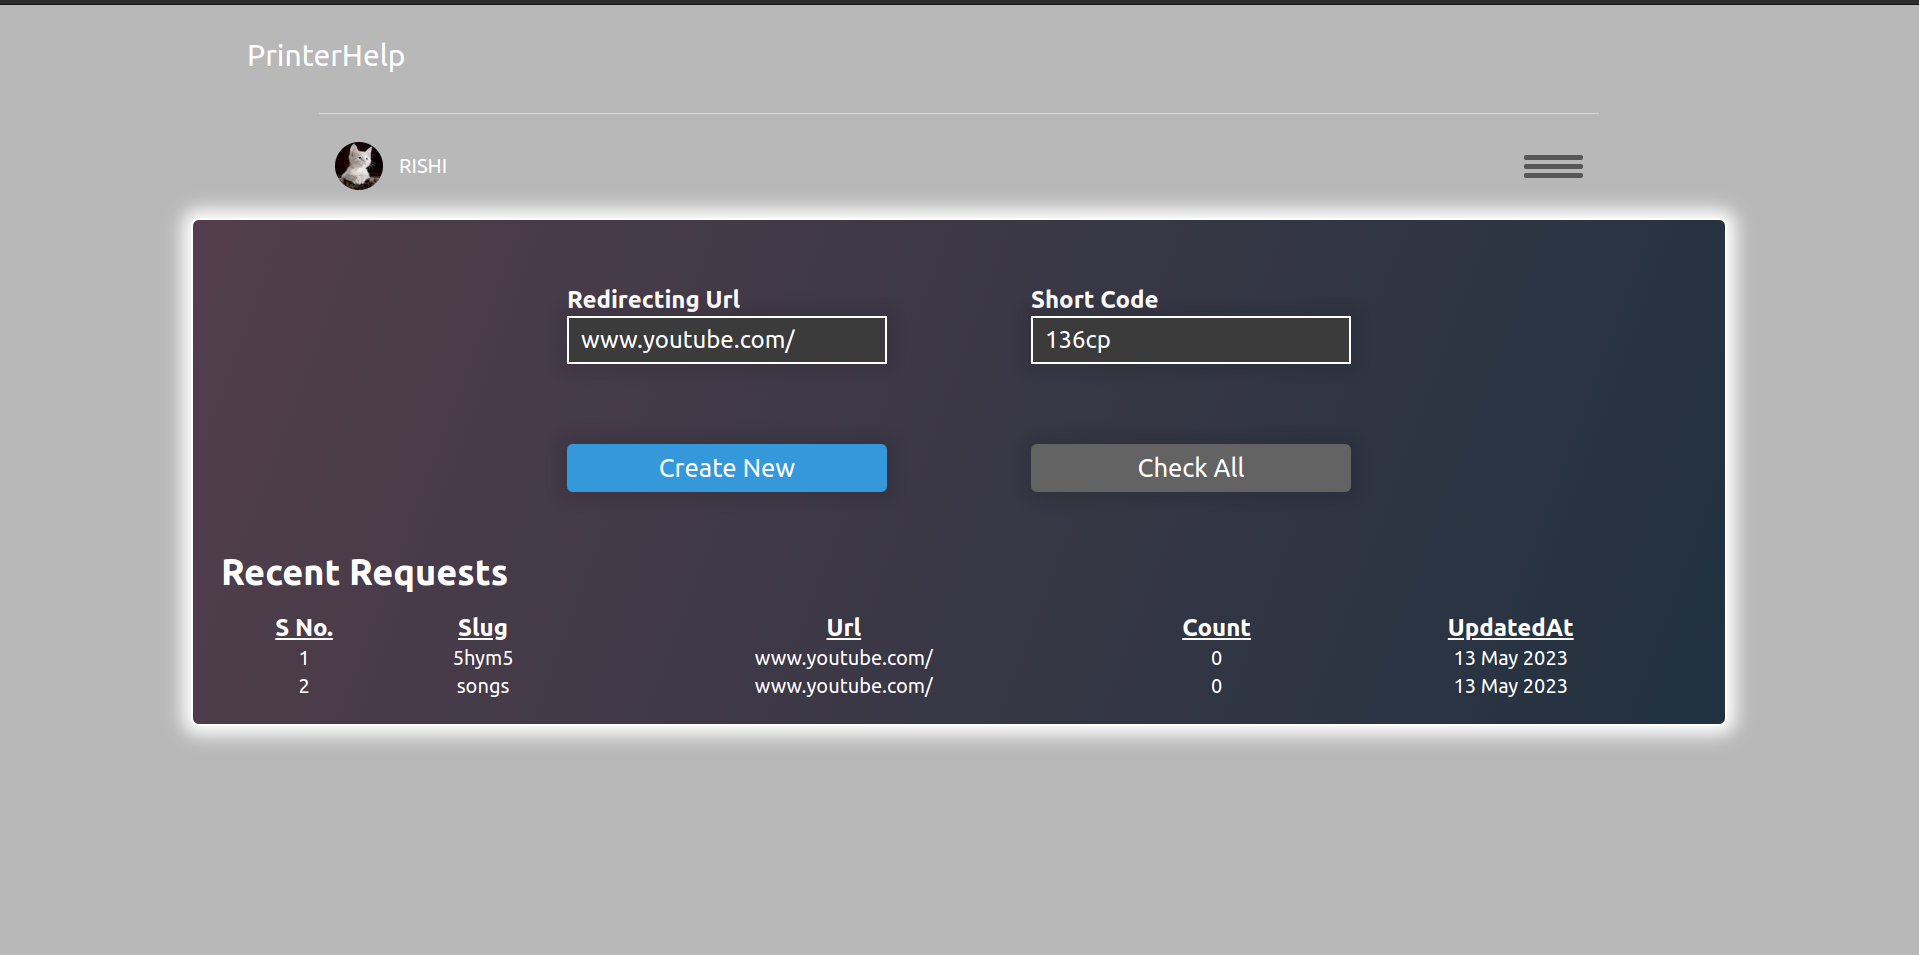 PrinterHelp
RISHI
Redirecting Url Short Code
www.youtube.com/ 136cp
Create New Check All
Recent Requests
S No. Slug Url Count UpdatedAt
1 5hym5 www.youtube.com/ 0 13 May 2023
2 songs www.youtube.com/ 0 13 May 2023